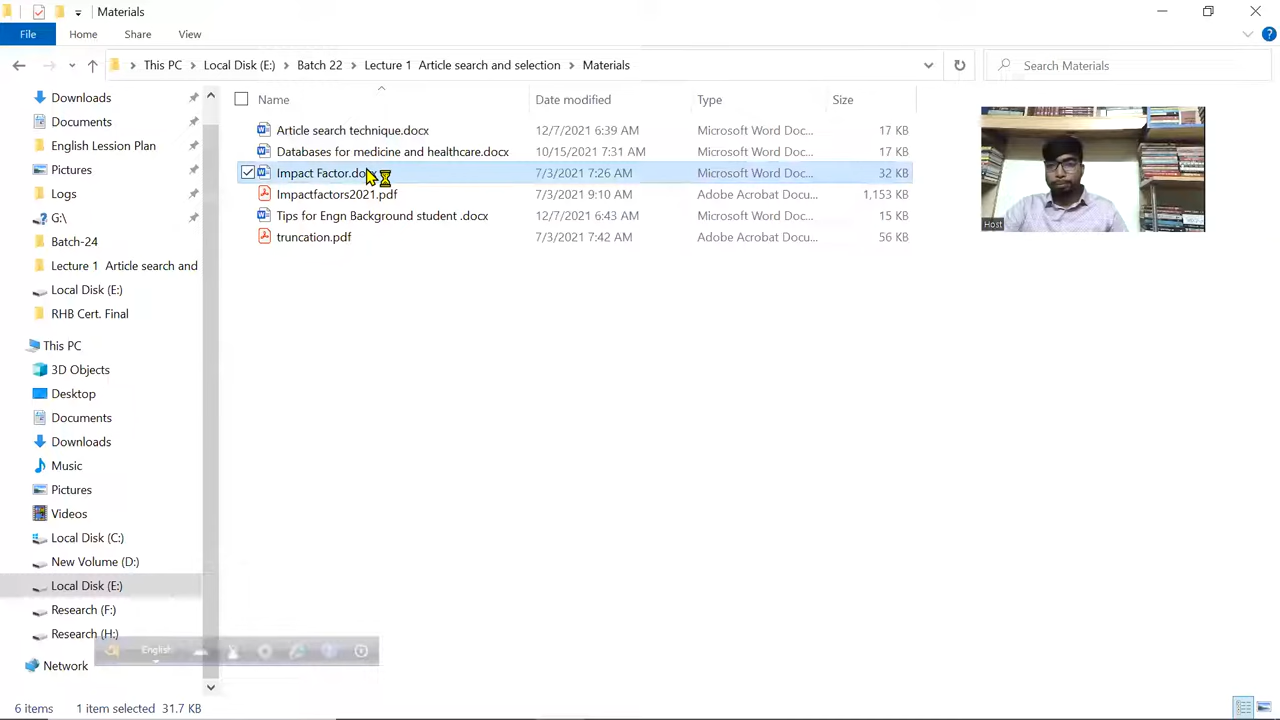 Materials
File Home Share View
This PC Local Disk (E:) Batch 22 Lecture 1 Article search and selection Materials
Search Materials
Name Date modified Type Size
Article search technique.docx 12/7/2021 6:39 AM Microsoft Word Doc... 17 KB
Databases for medicine and healthcare.docx 10/15/2021 7:31 AM Microsoft Word Doc... 17 KB
Impact Factor.do 7/3/2021 7:26 AM Microsoft Word Doc... 32 KB
Impactfactors2021.pdf 7/3/2021 9:10 AM Adobe Acrobat Docu... 1,153 KB
Tips for Engn Background student.docx 12/7/2021 6:43 AM Microsoft Word Doc... KB
truncation.pdf 7/3/2021 7:42 AM Adobe Acrobat Docu... 56 KB
Host
Downloads
Documents
English Lesson Plan
Pictures
Logs
G:\
Batch-24
Lecture 1 Article search and
Local Disk (E:)
RHB Cert. Final
This PC
3D Objects
Desktop
Documents
Downloads
Music
Pictures
Videos
Local Disk (C:)
New Volume (D:)
Local Disk (E:)
Research (F:)
Research (H:)
English
Network
6 items 1 item selected 31.7 KB